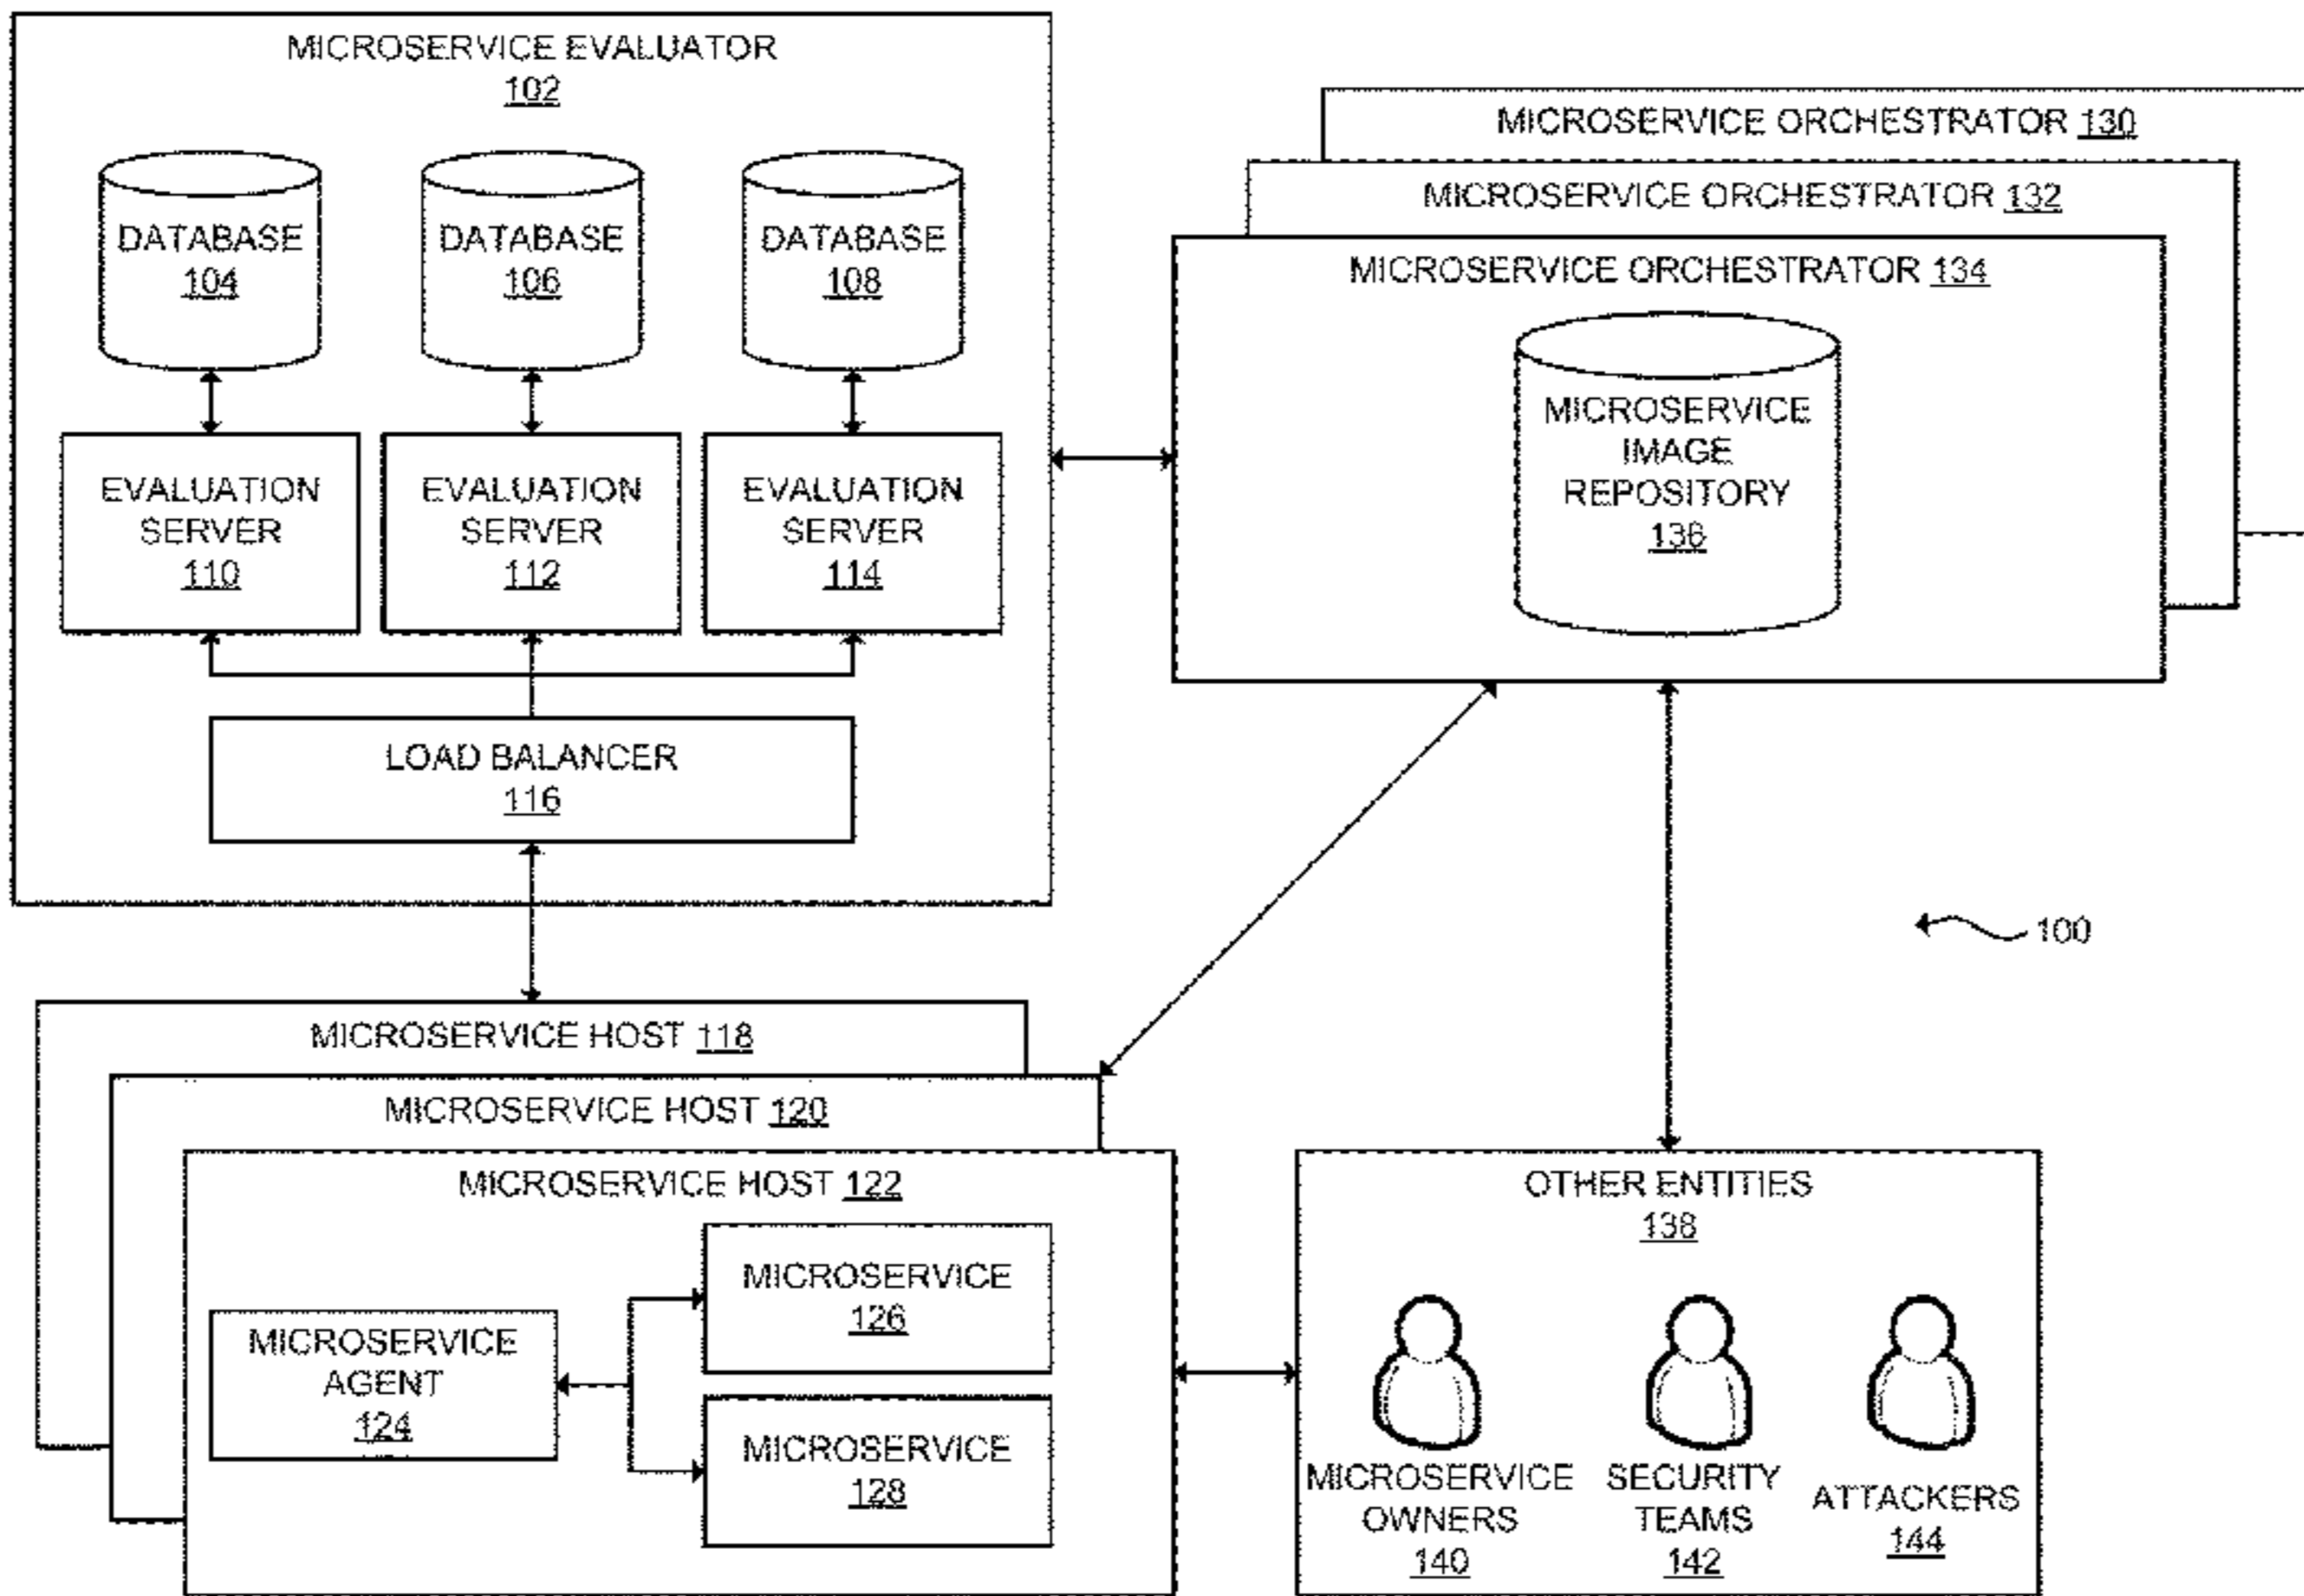 MICROSERVICE EVALUATOR
102
DATABASE
104
DATABASE
106
DATABASE
108
EVALUATION
SERVER
110
EVALUATION
SERVER
112
EVALUATION
SERVER
114
LOAD BALANCER
116
MICROSERVICE ORCHESTRATOR 130
MICROSERVICE ORCHESTRATOR 132
MICROSERVICE ORCHESTRATOR 134
MICROSERVICE
IMAGE
REPOSITORY
136
100
MICROSERVICE HOST 118
MICROSERVICE HOST 120
MICROSERVICE HOST 122
MICROSERVICE
AGENT
124
MICROSERVICE
126
MICROSERVICE
128
OTHER ENTITIES
138
MICROSERVICE
OWNERS
140
SECURITY
TEAMS
142
ATTACKERS
144